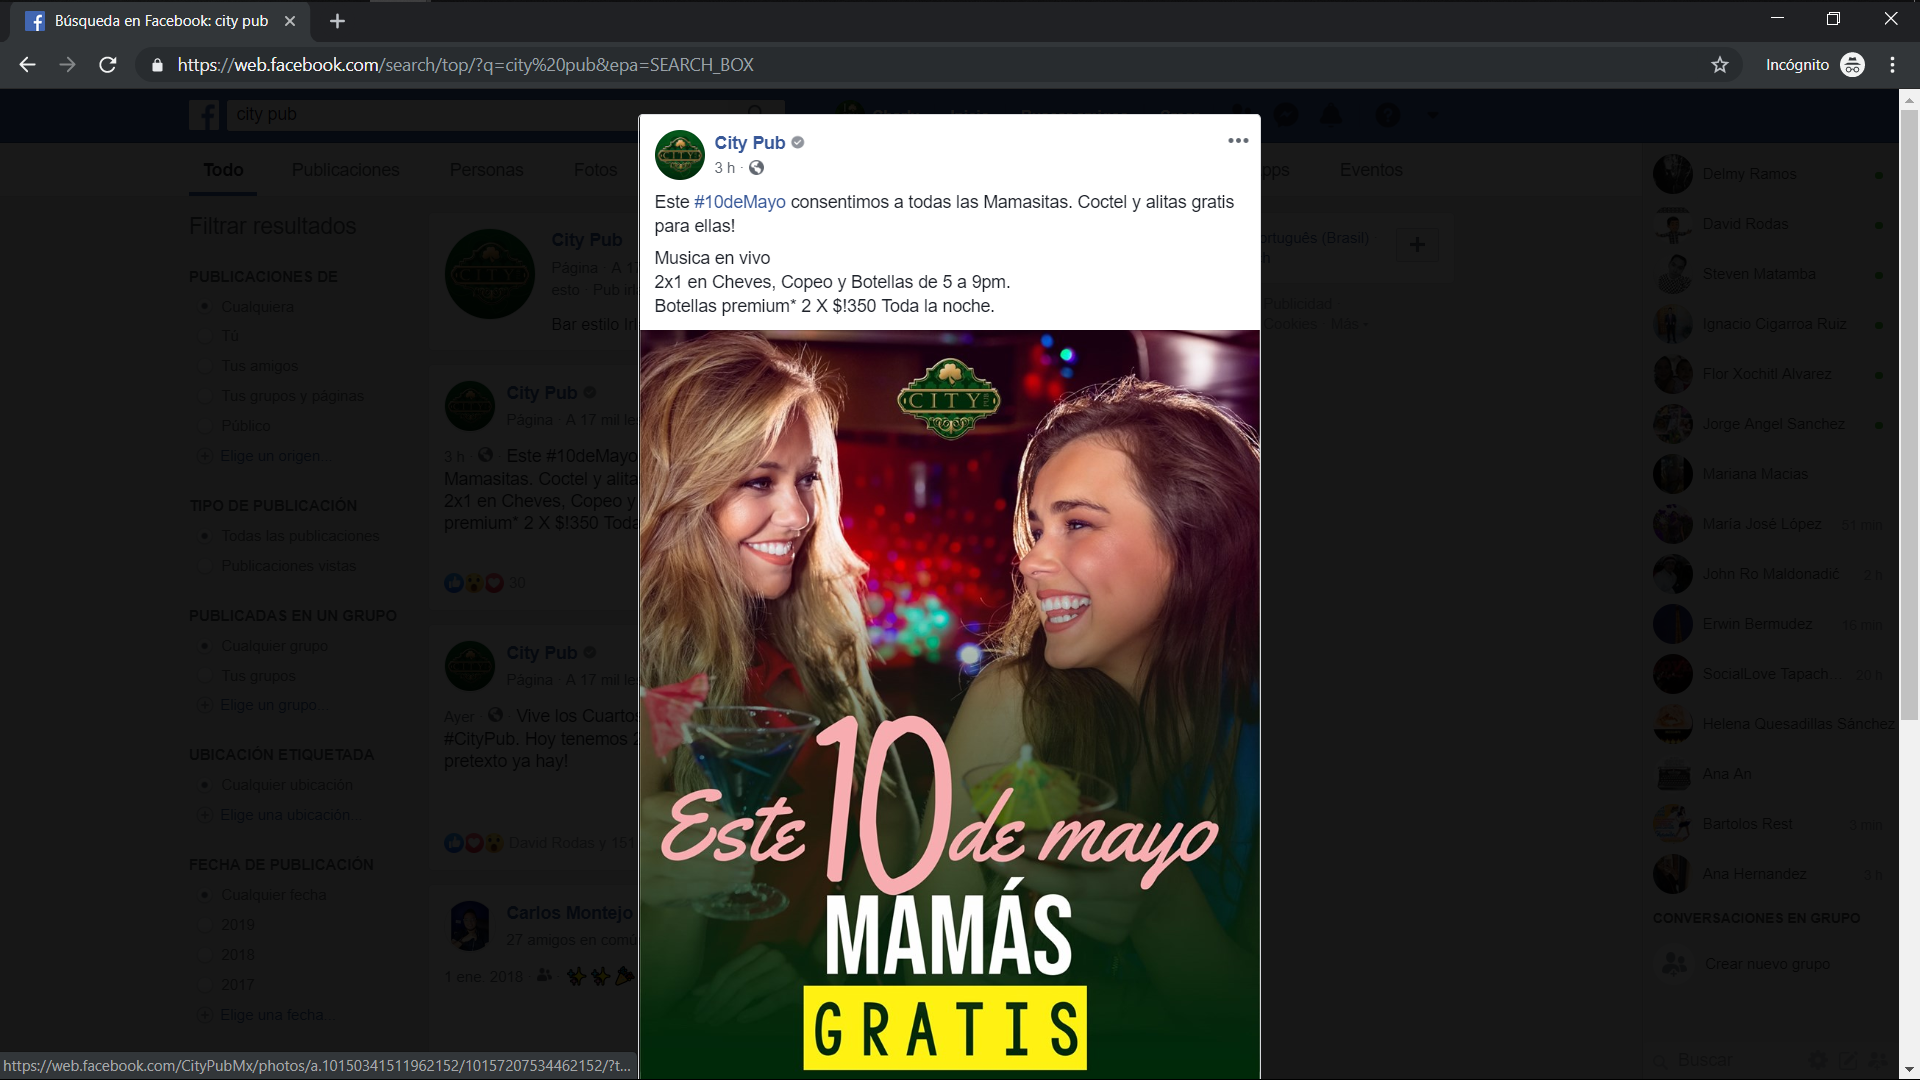 Búsqueda en Facebook: city pub
https://web.facebook.com/search/top/?q=city%20pub&epa=SEARCH_BOX
Incógnito
city pub
Todo Publicaciones Personas Fotos Eventos
City Pub
3 h ·
Este #10deMayo consentimos a todas las Mamasitas. Coctel y alitas gratis
para ellas!
Musica en vivo
2x1 en Cheves, Copeo y Botellas de 5 a 9pm.
Botellas premium* 2 X $!350 Toda la noche.
CITY
PUB
Este 10 de mayo
MAMÁS
GRATIS
Filtrar resultados
PUBLICACIONES DE
Cualquiera
Tú
Tus amigos
Tus grupos y páginas
Público
Elige un origen...
TIPO DE PUBLICACIÓN
Todas las publicaciones
Publicaciones vistas
PUBLICADAS EN UN GRUPO
Cualquier grupo
Tus grupos
Elige un grupo...
UBICACIÓN ETIQUETADA
Cualquier ubicación
Elige una ubicación...
FECHA DE PUBLICACIÓN
Cualquier fecha
2019
2018
2017
Elige una fecha...
City Pub
Página · A 1
esto · Pub
Bar estilo
City Pub
Página · A 17 mil
3 h · Este #10deMayo
Mamasitas. Coctel y
2x1 en Cheves, Copeo y
premium* 2 X $!350 Toda
30
City Pub
Página · A 17 mil
Ayer · Vive los Cuartos
#CityPub. Hoy tenemos
pretexto ya hay!
David Rodas y 151
Carlos Montejo
27 amigos en
1 ene. 2018 ·
(Brasil) ·
Publicidad
Cookies · Más
Delmy Ramos
David Rodas
Steven Matamba
Ignacio Cigarroa Ruiz
Flor Xochitl Alvarez
Jorge Angel Sanchez
Mariana Macias
María José López 51 min
John Ro Maldonadić 2 h
Erwin Bermudez 16 min
SocialLove Tapach... 20 h
Helena Quesadillas Sánchez
Ana An
Bartolos Rest 3 min
Ana Hernandez 3 h
CONVERSACIONES EN GRUPO
Crear nuevo grupo
Buscar
https://web.facebook.com/CityPubMx/photos/a.10150341511962152/10157207534462152/?t...